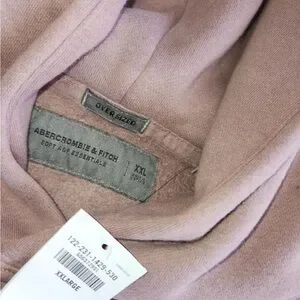 OVERSIZED
ABERCROMBIE & FITCH
SOFT A&F ESSENTIALS
XXL
122-231-1429-530
XXLARGE